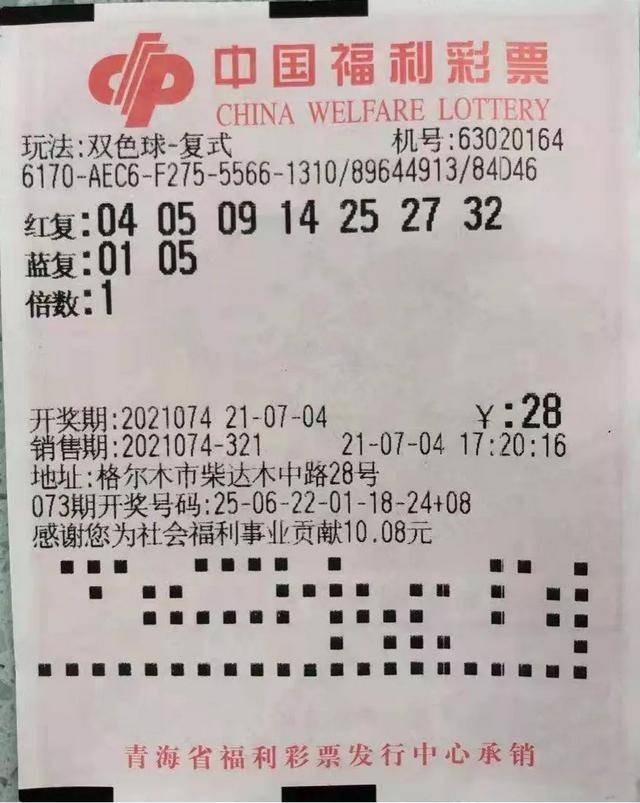 中国福利彩票
CHINA WELFARE LOTTERY
玩法:双色球-复式 机号:63020164
6170-AEC6-F275-5566-1310/89644913/84D46
红复:04 05 09 14 25 27 32
蓝复:01 05
倍数:1
开奖期:2021074 21-07-04 ￥:28
销售期:2021074-321 21-07-04 17:20:16
地址:格尔木市柴达木中路28号
073期开奖号码:25-06-22-01-18-24+08
感谢您为社会福利事业贡献10.08元
青海省福利彩票发行中心承销